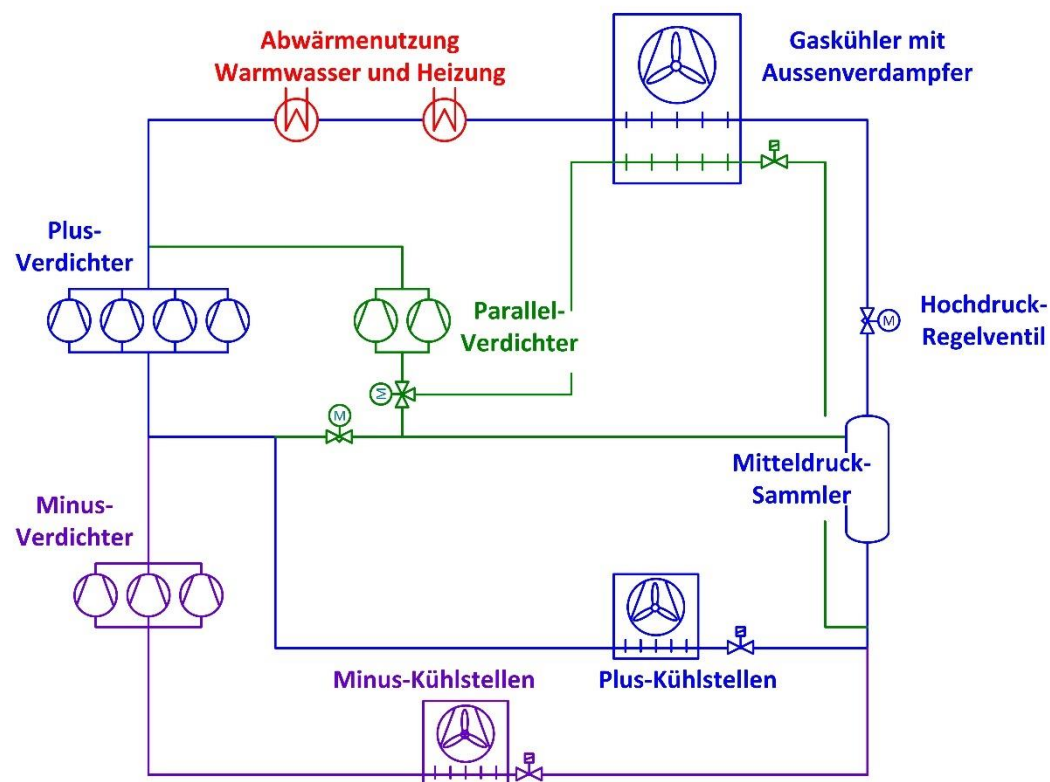 Abwärmenutzung
Warmwasser und Heizung
Gaskühler mit
Aussenverdampfer
Plus-
Verdichter
Parallel-
Verdichter
M
Hochdruck-
Regelventil
M
M
Mitteldruck-
Sammler
Minus-
Verdichter
Minus-Kühlstellen
Plus-Kühlstellen